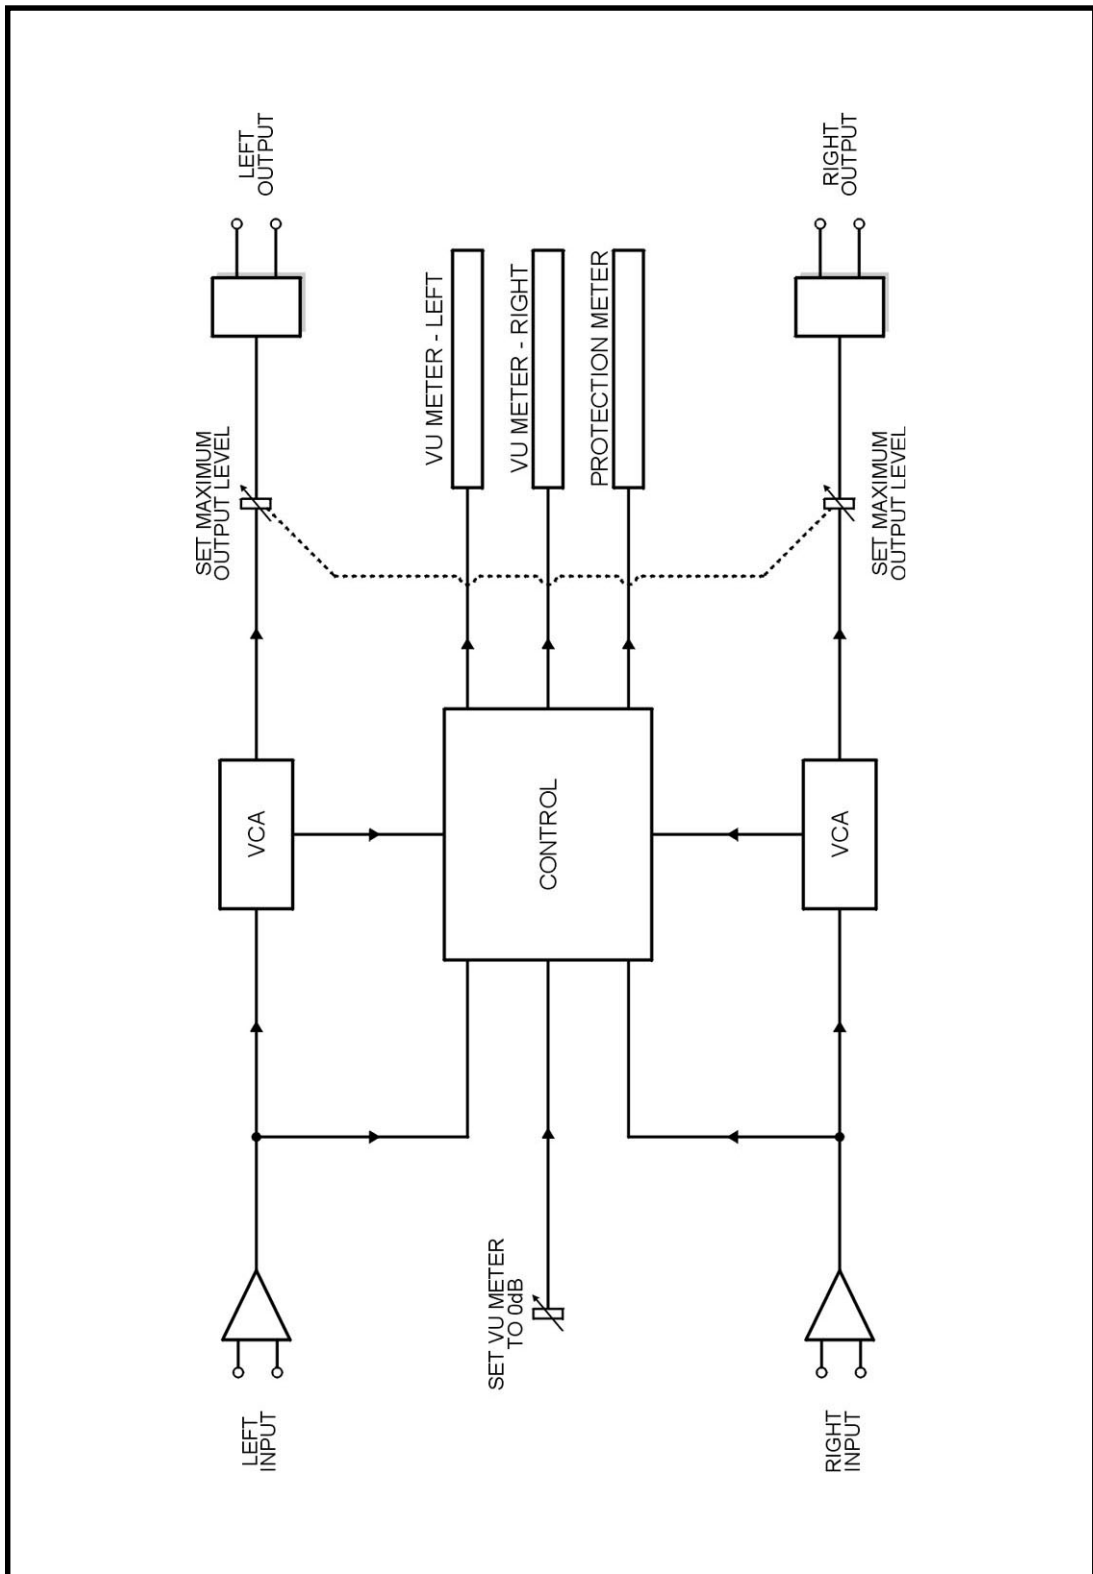 LEFT
INPUT
VCA
SET MAXIMUM
OUTPUT LEVEL
LEFT
OUTPUT
SET VU METER
TO 0dB
CONTROL
VU METER - LEFT
VU METER - RIGHT
PROTECTION METER
RIGHT
INPUT
VCA
SET MAXIMUM
OUTPUT LEVEL
RIGHT
OUTPUT